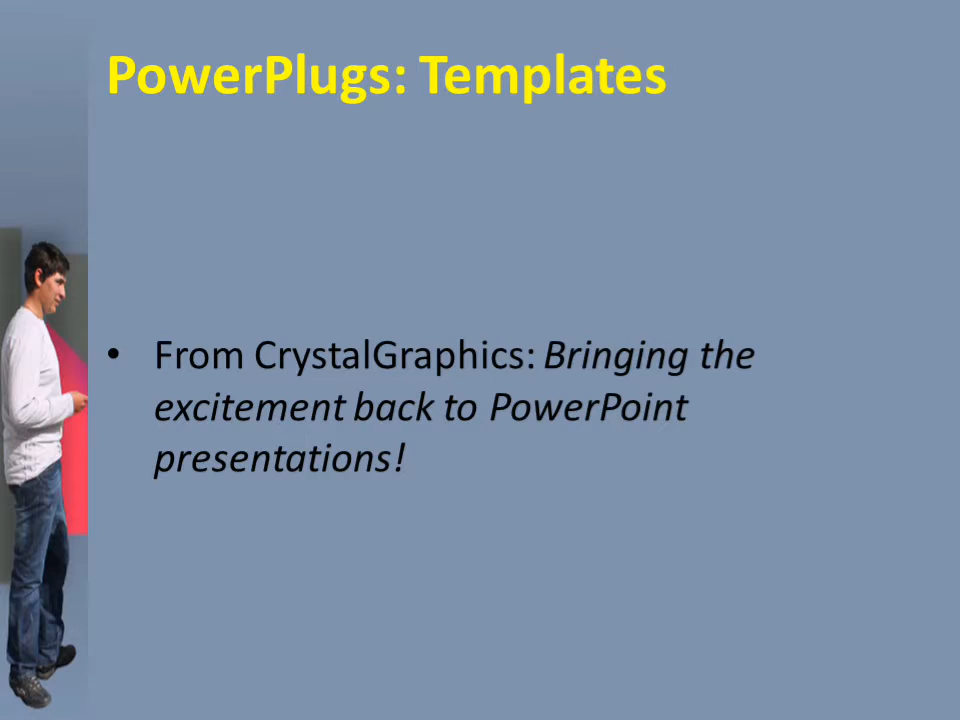 PowerPlugs: Templates
• From CrystalGraphics: Bringing the
excitement back to PowerPoint
presentations!